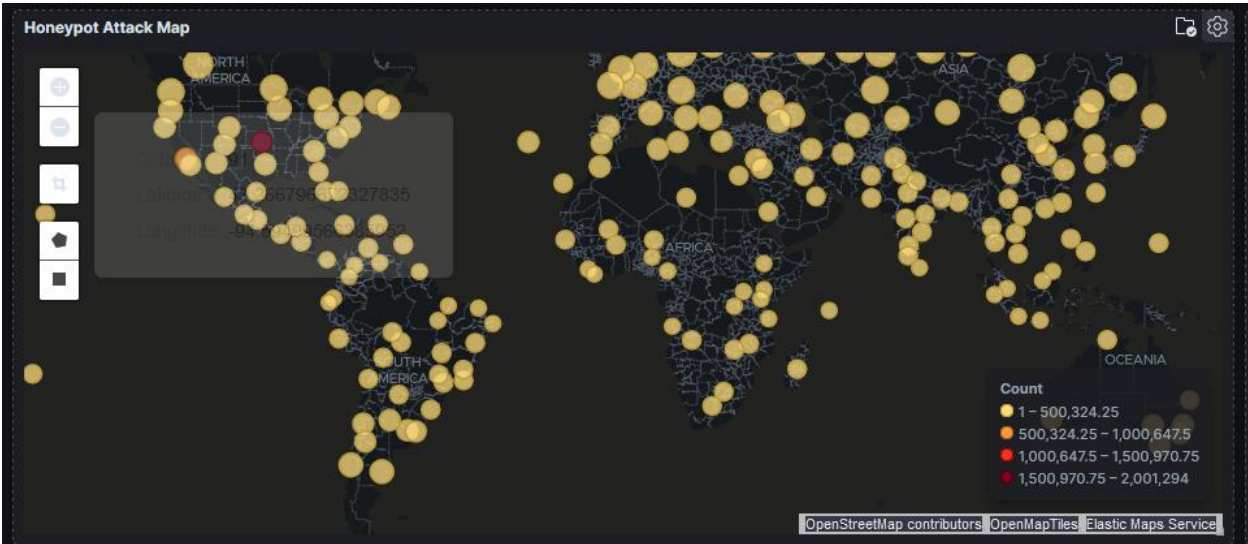 Honeypot Attack Map
NORTH
AMERICA
ASIA
AFRICA
SOUTH
AMERICA
OCEANIA
Latitude
Longitude
Count
1 – 500,324.25
500,324.25 – 1,000,647.5
1,000,647.5 – 1,500,970.75
1,500,970.75 – 2,001,294
OpenStreetMap contributors OpenMapTiles Elastic Maps Service